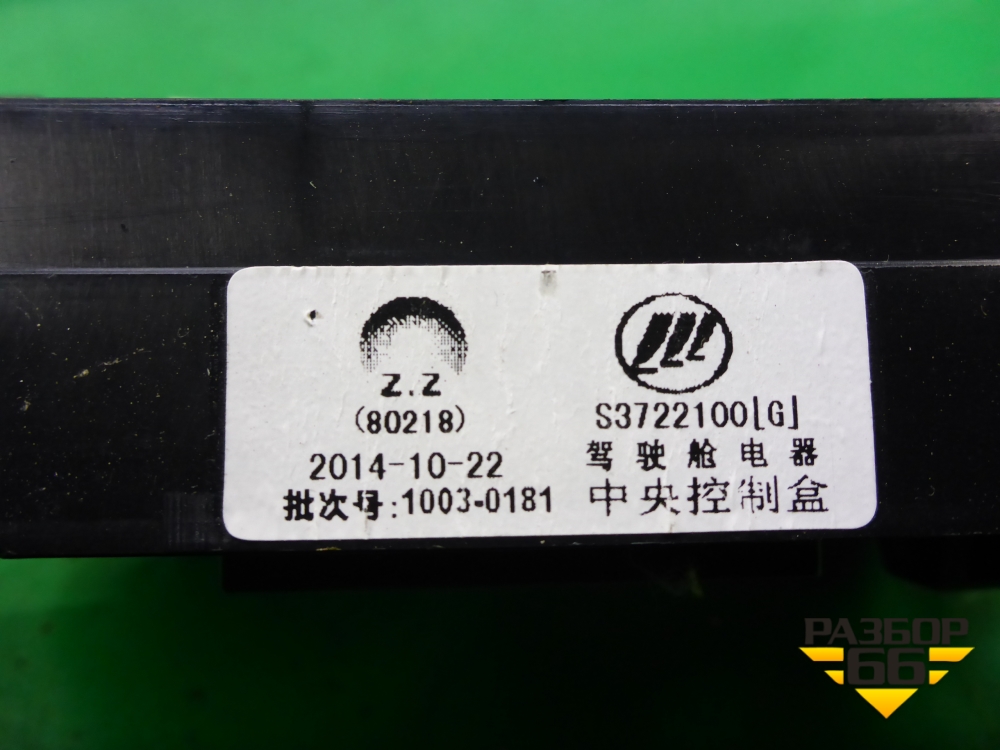 Z.Z
(80218)
2014-10-22
批次号:1003-0181
S3722100[G]
驾驶舱电器
中央控制盒
РАЗБОР
66